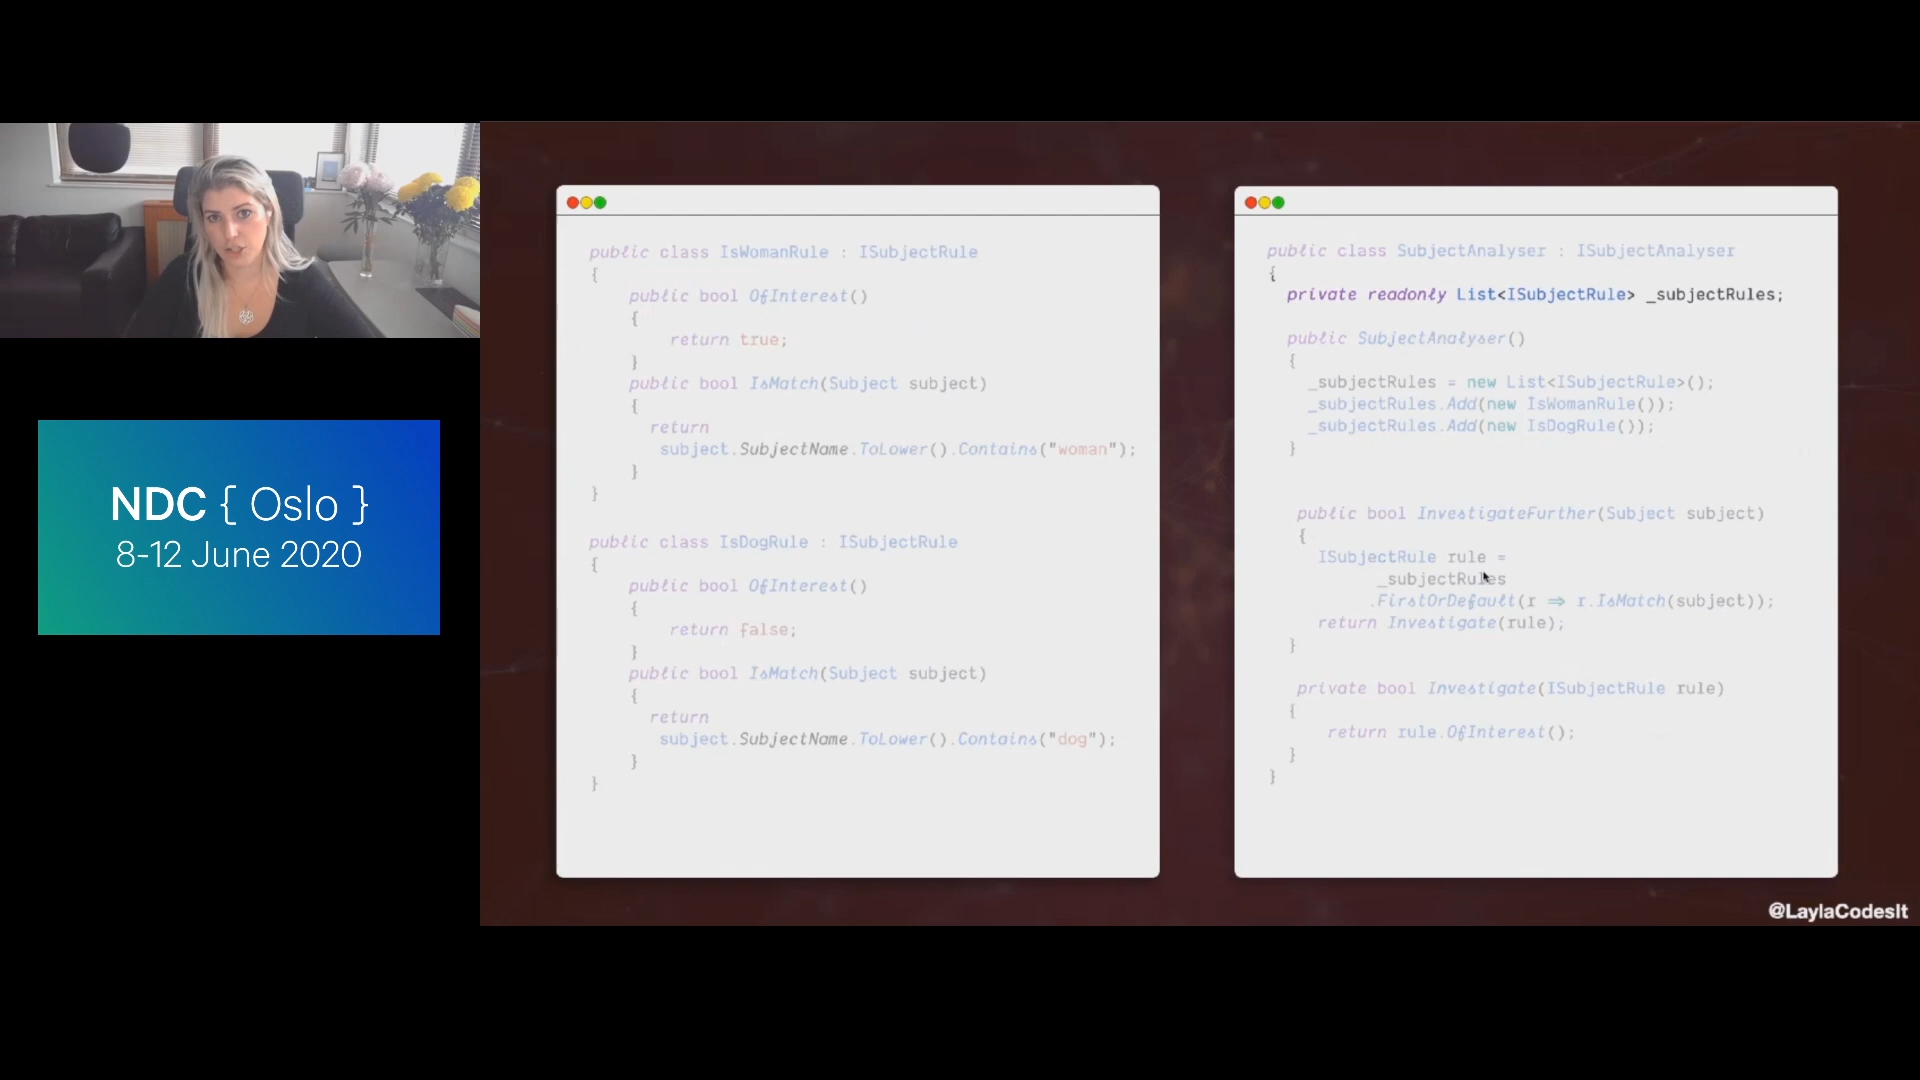 NDC { Oslo }
8-12 June 2020
public class IsWomanRule : ISubjectRule
{
public bool OfInterest()
{
return true;
}
public bool IsMatch(Subject subject)
{
return
subject.SubjectName.ToLower().Contains("woman");
}
}
public class IsDogRule : ISubjectRule
{
public bool OfInterest()
{
return false;
}
public bool IsMatch(Subject subject)
{
return
subject.SubjectName.ToLower().Contains("dog");
}
}
public class SubjectAnalyser : ISubjectAnalyser
{
private readonly List<ISubjectRule> _subjectRules;
public SubjectAnalyser()
{
_subjectRules = new List<ISubjectRule>();
_subjectRules.Add(new IsWomanRule());
_subjectRules.Add(new IsDogRule());
}
public bool InvestigateFurther(Subject subject)
{
ISubjectRule rule =
_subjectRules
.FirstOrDefault(r => r.IsMatch(subject));
return Investigate(rule);
}
private bool Investigate(ISubjectRule rule)
{
return rule.OfInterest();
}
}
@LaylaCodesIt